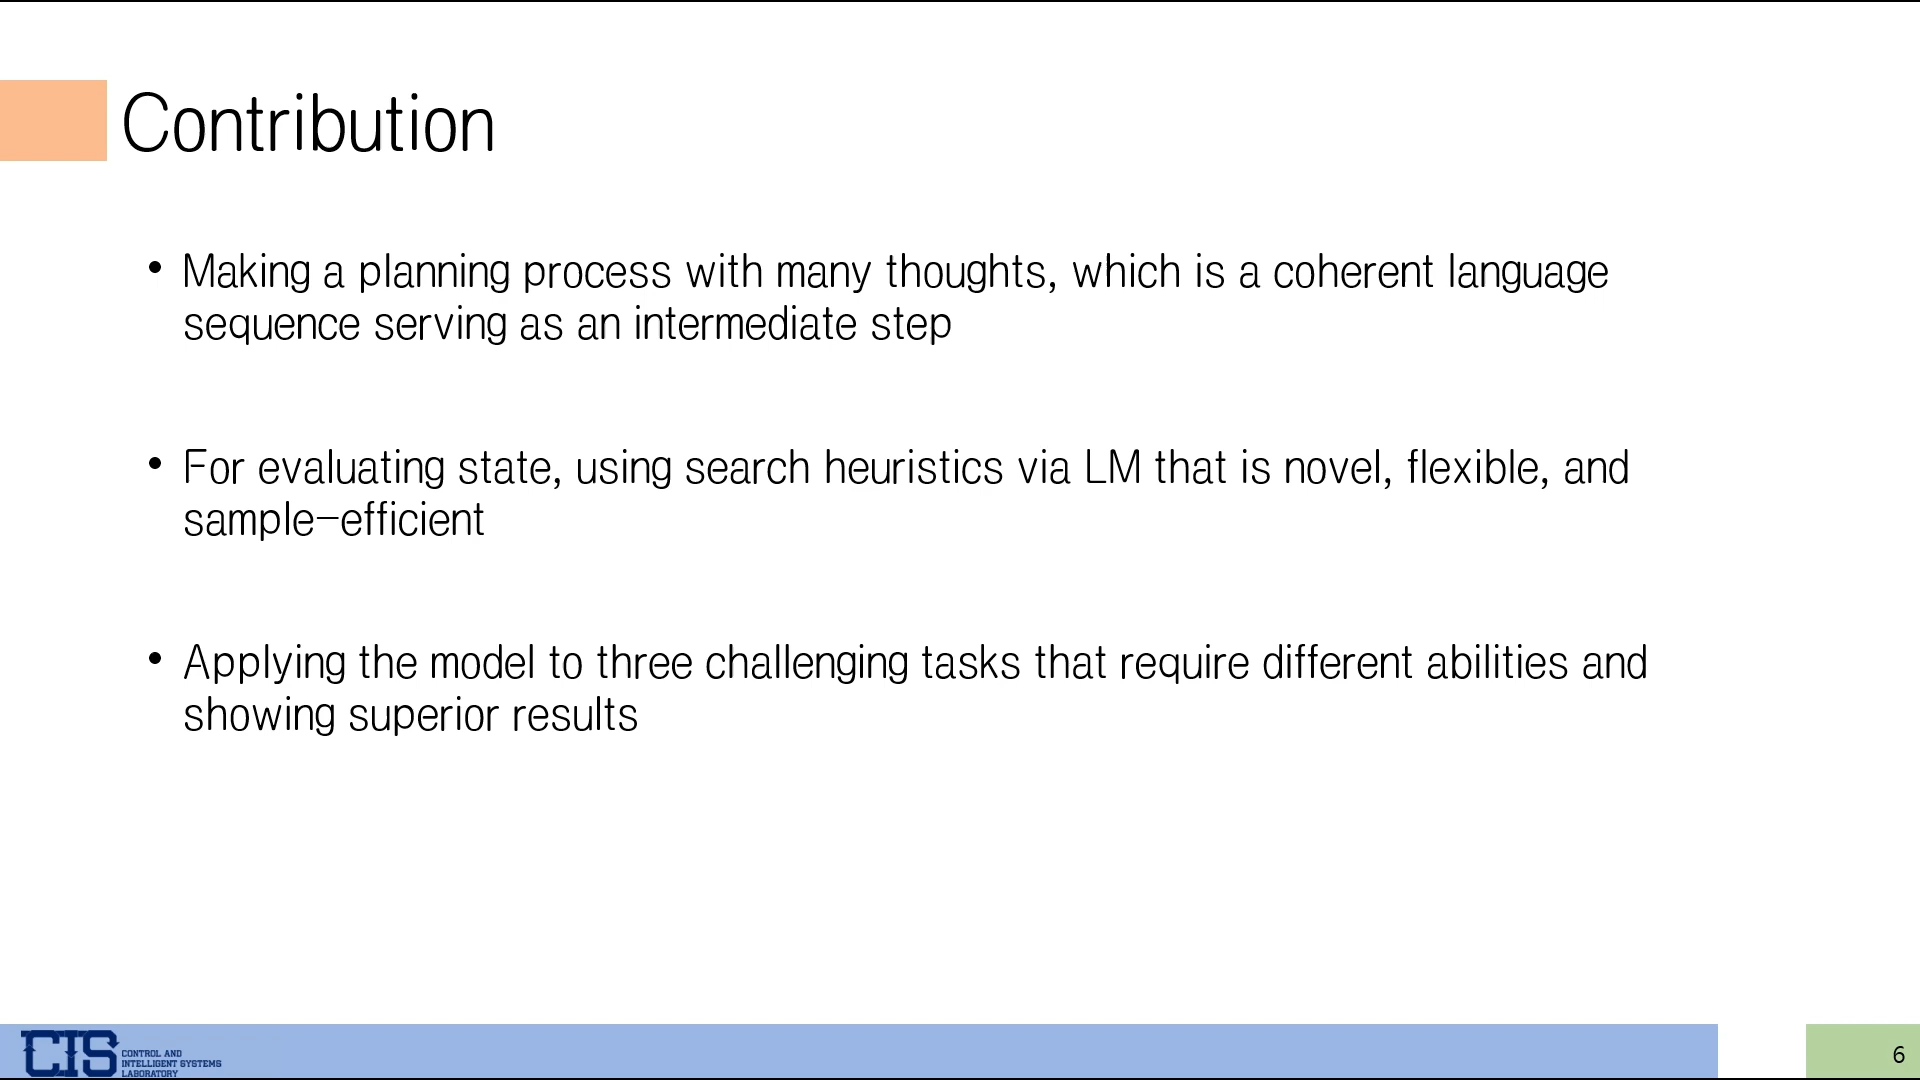 Contribution
• Making a planning process with many thoughts, which is a coherent language
sequence serving as an intermediate step
• For evaluating state, using search heuristics via LM that is novel, flexible, and
sample-efficient
• Applying the model to three challenging tasks that require different abilities and
showing superior results
CIS
CONTROL AND
INTELLIGENT SYSTEMS
LABORATORY
6